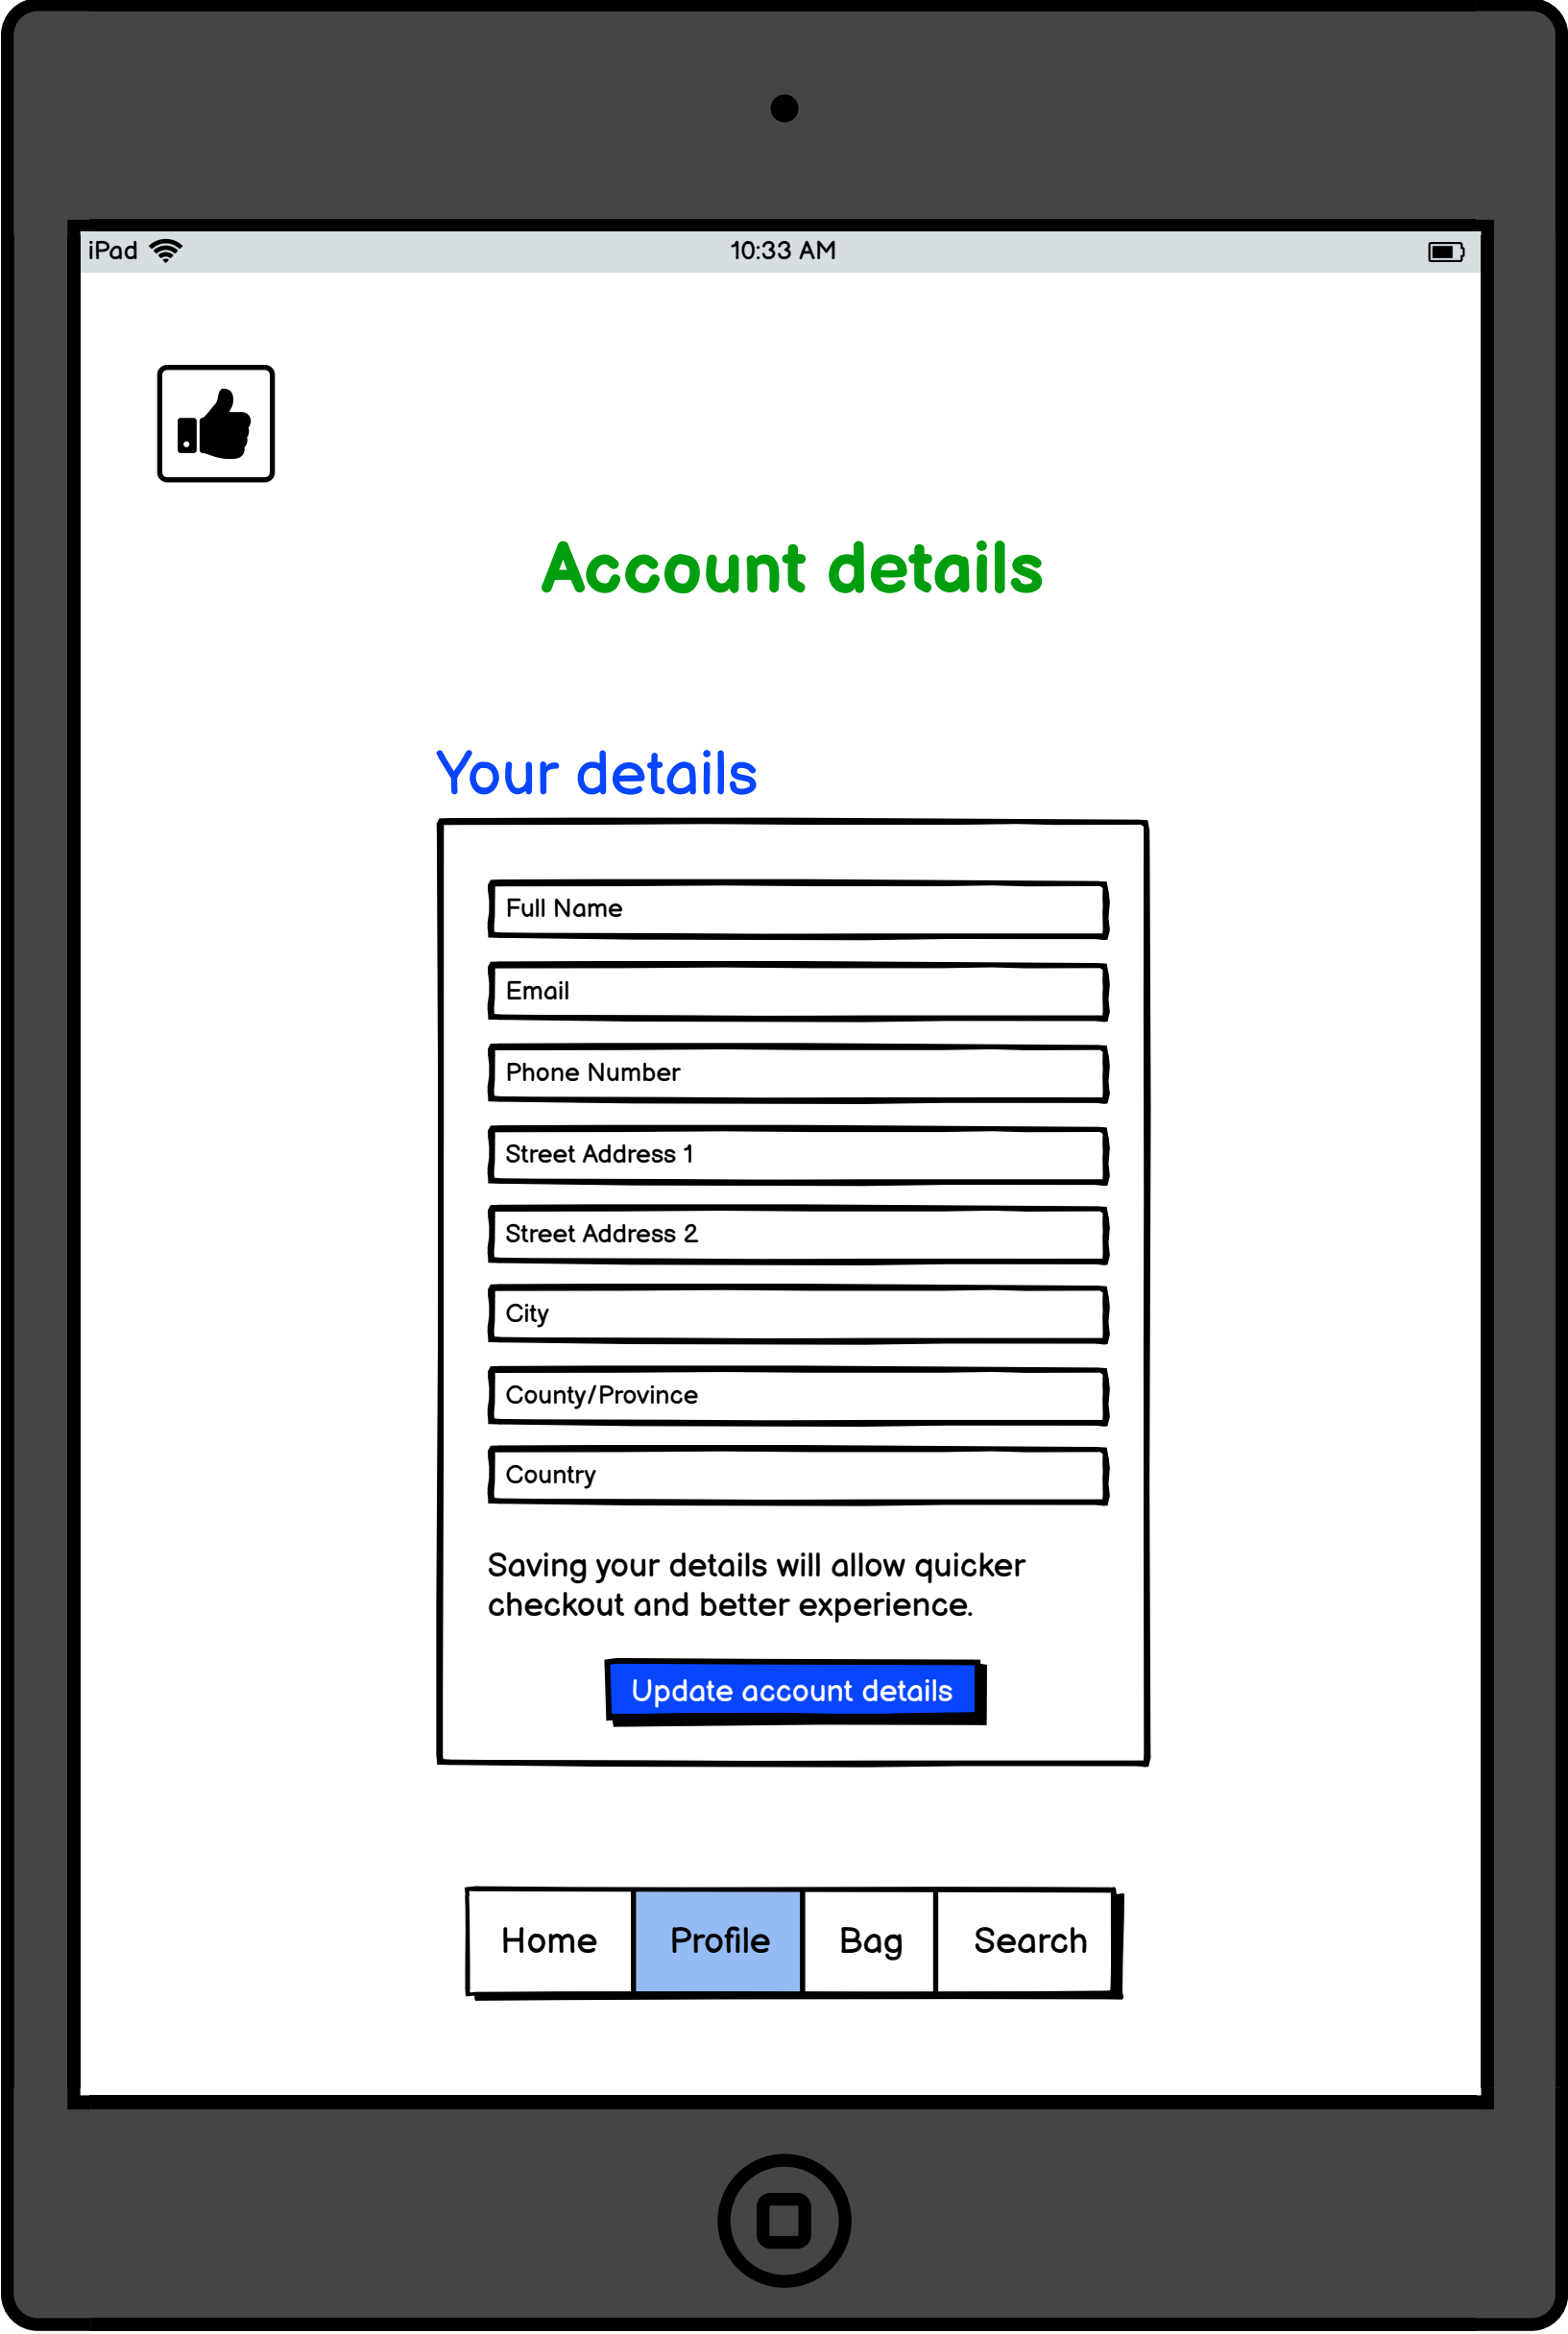 iPad 10:33 AM
Account details
Your details
Full Name
Email
Phone Number
Street Address 1
Street Address 2
City
County/Province
Country
Saving your details will allow quicker
checkout and better experience.
Update account details
Home Profile Bag Search